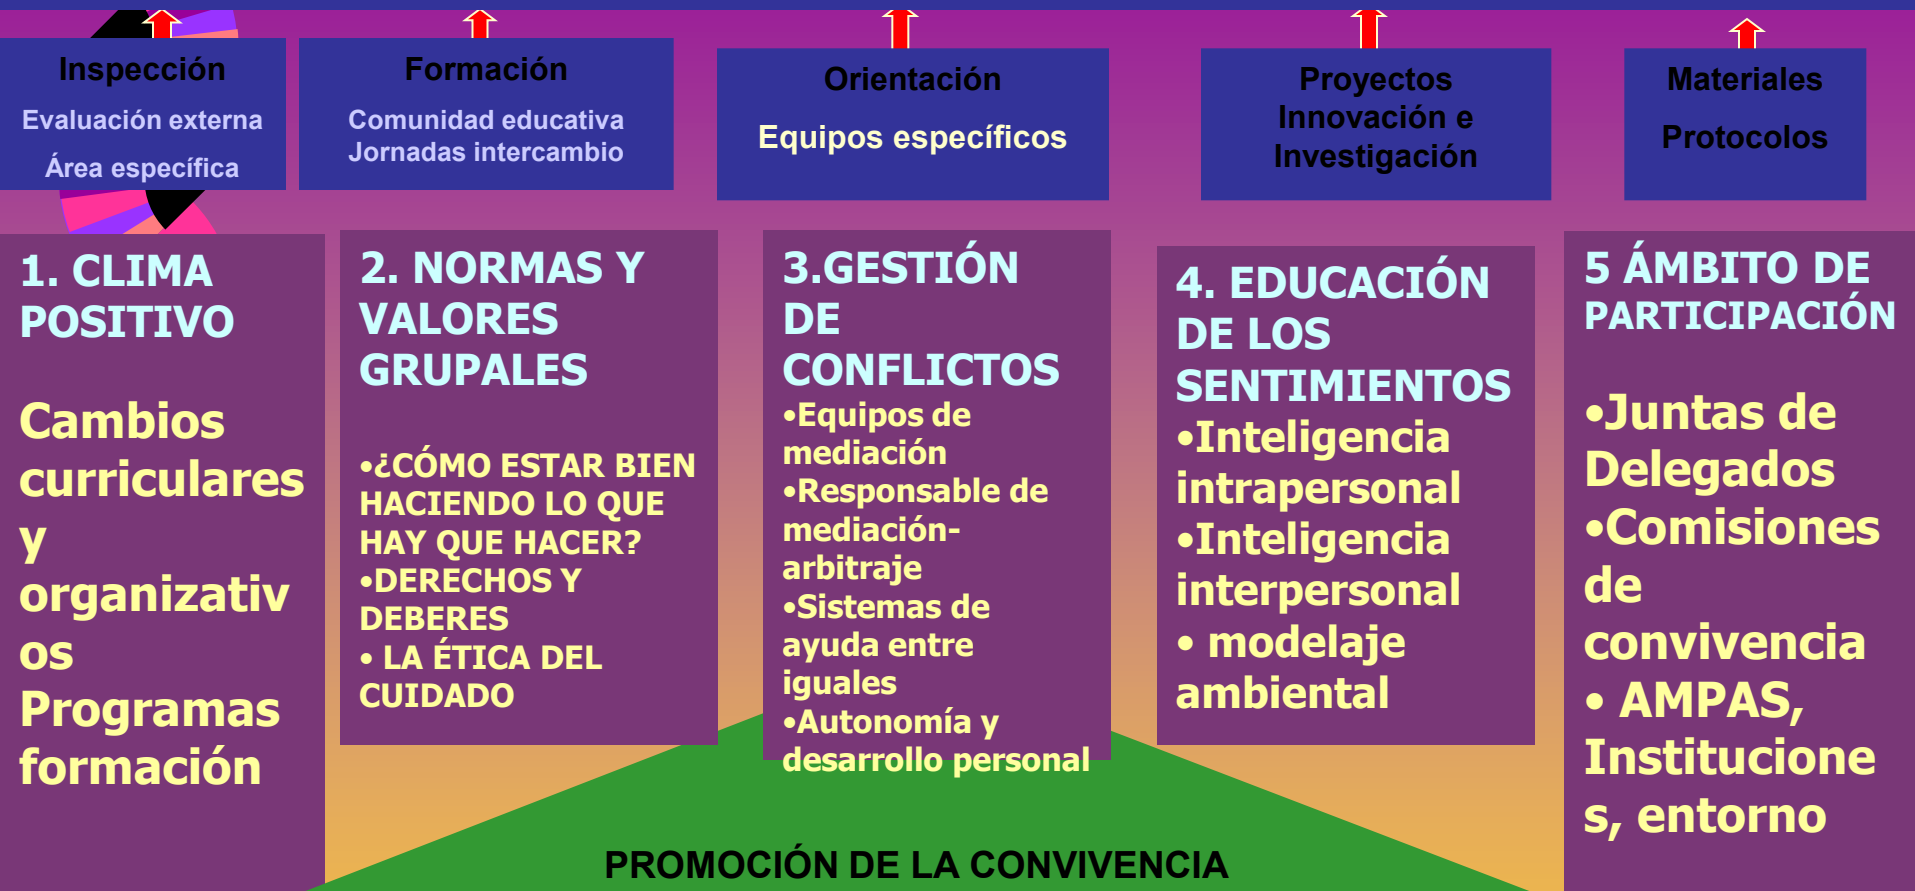 Inspección
Evaluación externa
Área específica
Formación
Comunidad educativa
Jornadas intercambio
Orientación
Equipos específicos
Proyectos
Innovación e
Investigación
Materiales
Protocolos
1. CLIMA
POSITIVO
Cambios
curriculares
y
organizativ
os
Programas
formación
2. NORMAS Y
VALORES
GRUPALES
•¿CÓMO ESTAR BIEN
HACIENDO LO QUE
HAY QUE HACER?
•DERECHOS Y
DEBERES
• LA ÉTICA DEL
CUIDADO
3.GESTIÓN
DE
CONFLICTOS
•Equipos de
mediación
•Responsable de
mediación-
arbitraje
•Sistemas de
ayuda entre
iguales
•Autonomía y
desarrollo personal
4. EDUCACIÓN
DE LOS
SENTIMIENTOS
•Inteligencia
intrapersonal
•Inteligencia
interpersonal
• modelaje
ambiental
5 ÁMBITO DE
PARTICIPACIÓN
•Juntas de
Delegados
•Comisiones
de
convivencia
• AMPAS,
Institucione
s, entorno
PROMOCIÓN DE LA CONVIVENCIA